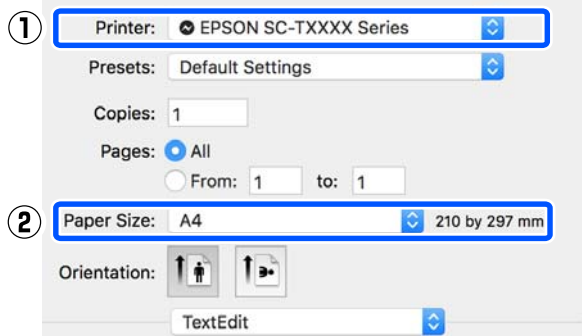 ① Printer: EPSON SC-TXXXX Series
Presets: Default Settings
Copies: 1
Pages: All
From: 1 to: 1
② Paper Size: A4 210 by 297 mm
Orientation:
TextEdit